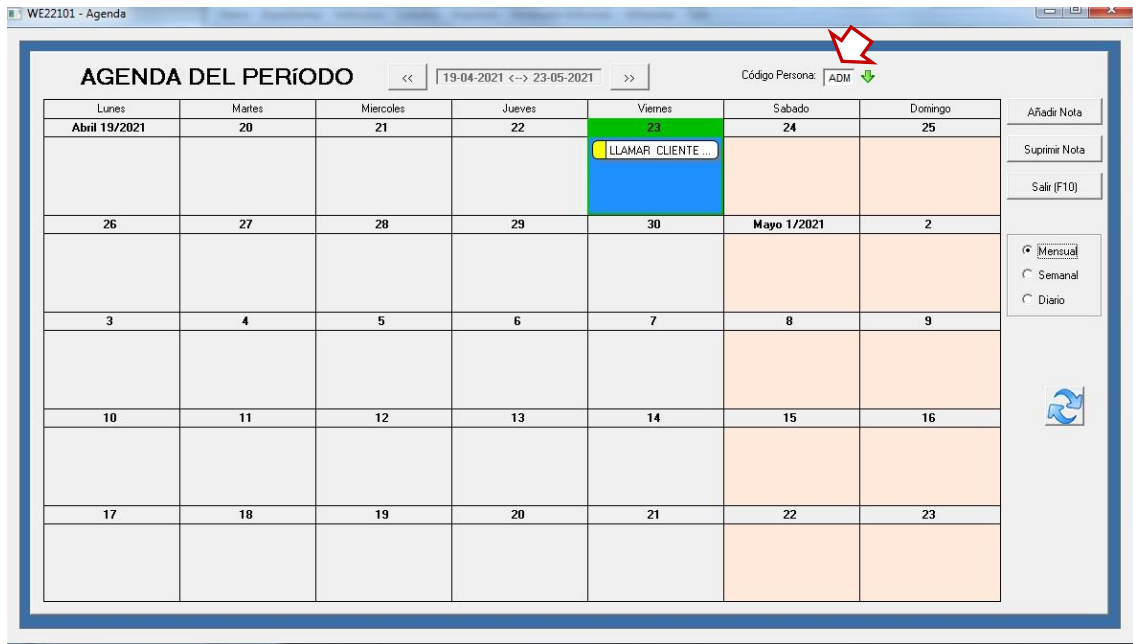 WE22101 - Agenda
AGENDA DEL PERíODO << 19-04-2021 <--> 23-05-2021 >> Código Persona: ADM
Lunes Martes Miercoles Jueves Viernes Sabado Domingo
Añadir Nota
Abril 19/2021 20 21 22 23 24 25
LLAMAR CLIENTE ...
Suprimir Nota
Salir (F10)
26 27 28 29 30 Mayo 1/2021 2
Mensual
Semanal
Diario
3 4 5 6 7 8 9
10 11 12 13 14 15 16
17 18 19 20 21 22 23